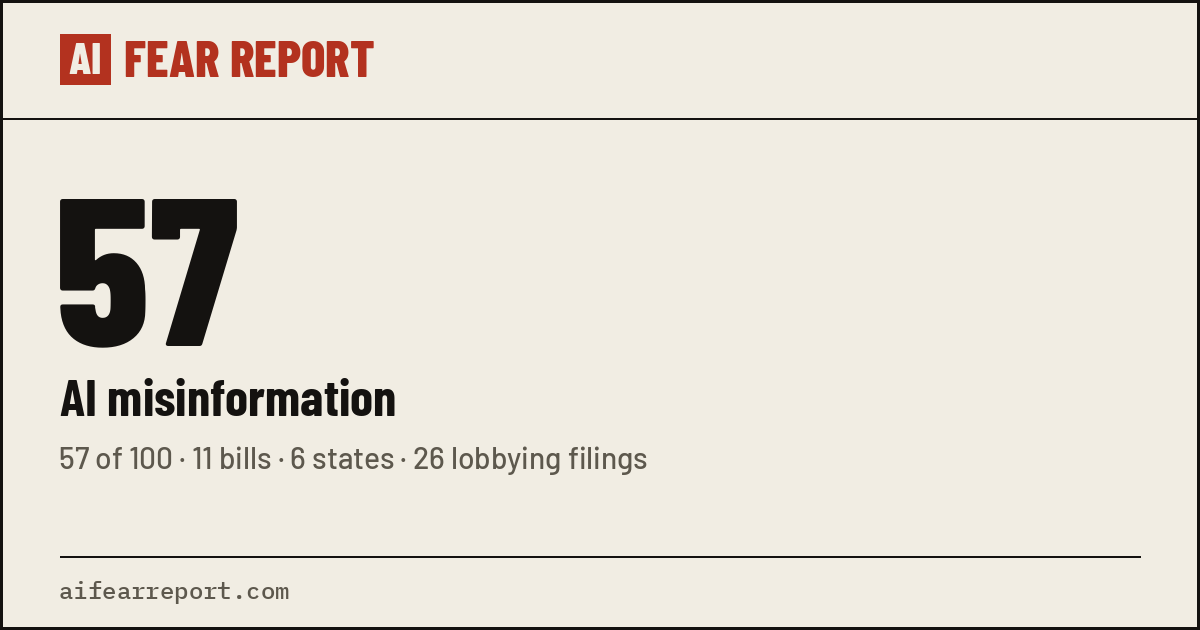 AI FEAR REPORT
57
AI misinformation
57 of 100 · 11 bills · 6 states · 26 lobbying filings
aifearreport.com